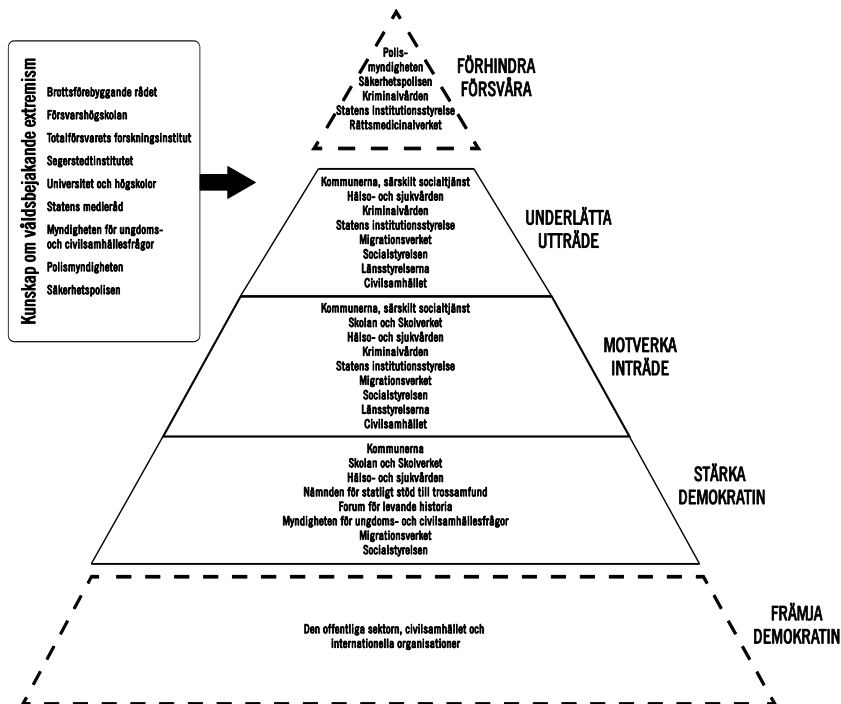 Kunskap om våldsbejakande extremism
Brottsförebyggande rådet
Försvarshögskolan
Totalförsvarets forskningsinstitut
Segerstedtinstitutet
Universitet och högskolor
Statens medieråd
Myndigheten för ungdoms-
och civilsamhällesfrågor
Polismyndigheten
Säkerhetspolisen
Polis-
myndigheten
Säkerhetspolisen
Kriminalvården
Statens Institutionsstyrelse
Rättsmedicinalverket
FÖRHINDRA
FÖRSVÅRA
Kommunerna, särskilt socialtjänst
Hälso- och sjukvården
Kriminalvården
Statens institutionsstyrelse
Migrationsverket
Socialstyrelsen
Länsstyrelserna
Civilsamhället
UNDERLÄTTA
UTTRÄDE
Kommunerna, särskilt socialtjänst
Skolan och Skolverket
Hälso- och sjukvården
Kriminalvården
Statens institutionsstyrelse
Migrationsverket
Socialstyrelsen
Länsstyrelserna
Civilsamhället
MOTVERKA
INTRÄDE
Kommunerna
Skolan och Skolverket
Hälso- och sjukvården
Nämnden för statligt stöd till trossamfund
Forum för levande historia
Myndigheten för ungdoms- och civilsamhällesfrågor
Migrationsverket
Socialstyrelsen
STÄRKA
DEMOKRATIN
Den offentliga sektorn, civilsamhället och
internationella organisationer
FRÄMJA
DEMOKRATIN